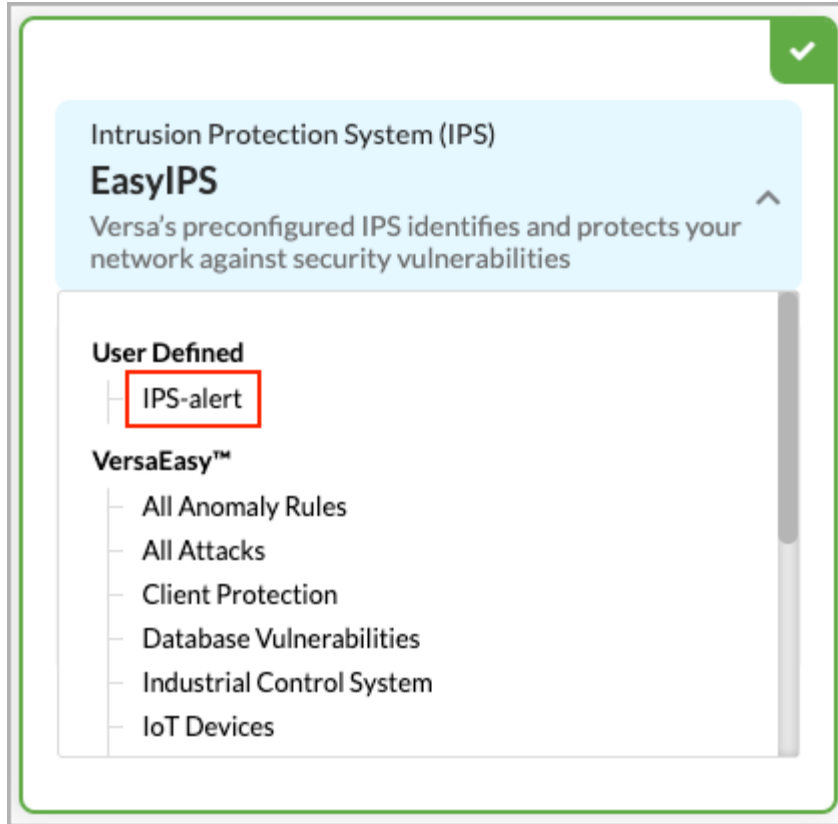 Intrusion Protection System (IPS)
EasyIPS
Versa's preconfigured IPS identifies and protects your
network against security vulnerabilities
User Defined
IPS-alert
VersaEasy™
All Anomaly Rules
All Attacks
Client Protection
Database Vulnerabilities
Industrial Control System
IoT Devices